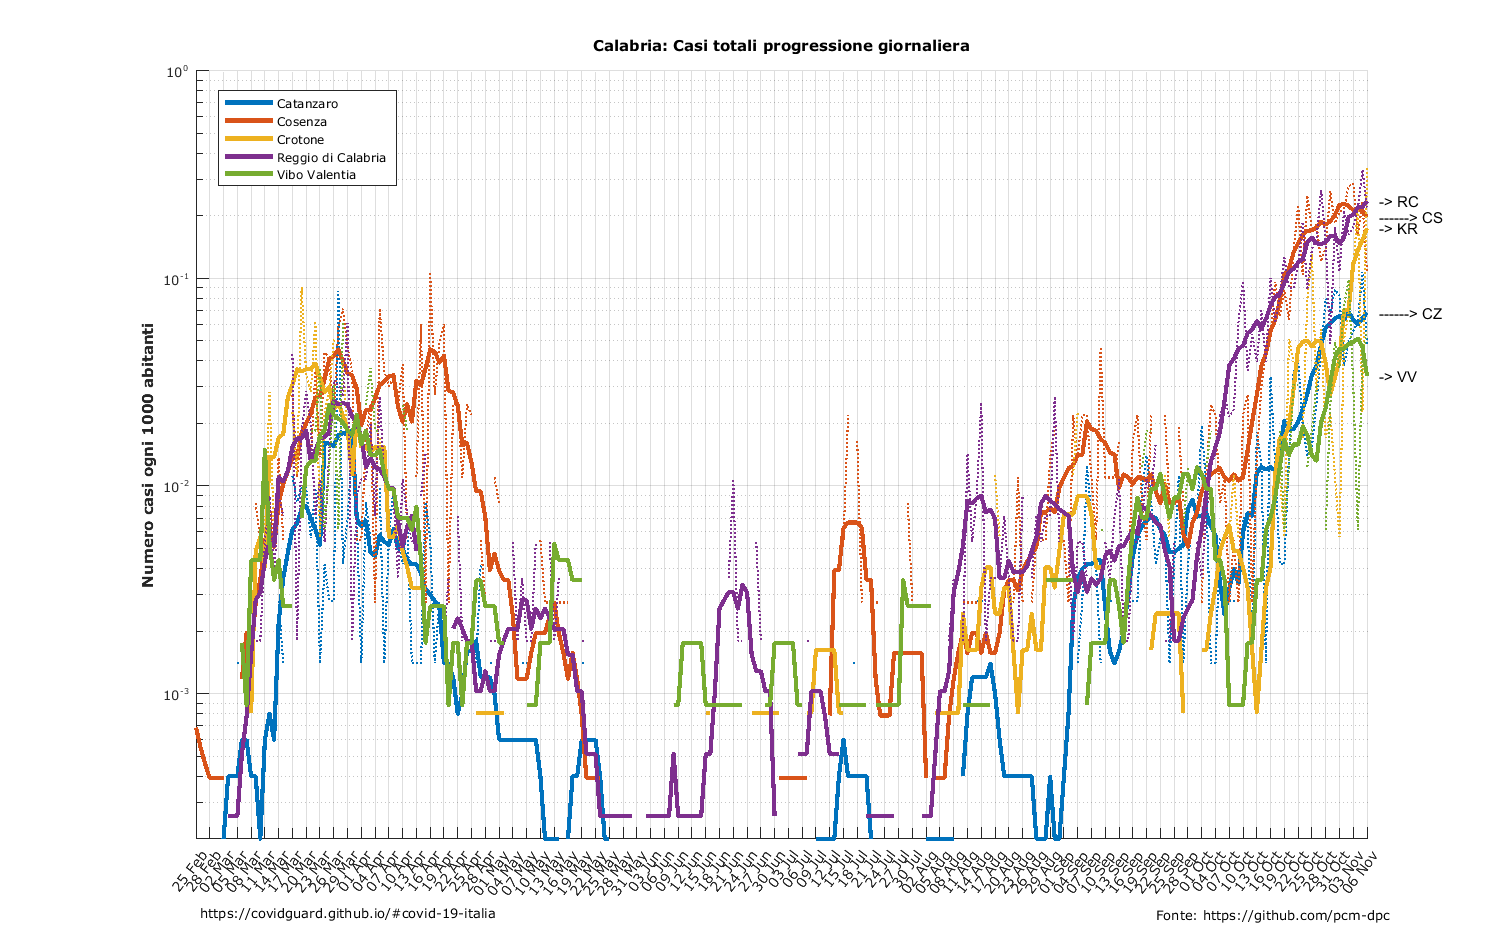 Calabria: Casi totali progressione giornaliera
10^0
10^-1
10^-2
10^-3
Numero casi ogni 1000 abitanti
Catanzaro
Cosenza
Crotone
Reggio di Calabria
Vibo Valentia
-> RC
------> CS
-> KR
------> CZ
-> VV
25 Feb
28 Feb
02 Mar
05 Mar
08 Mar
11 Mar
14 Mar
17 Mar
20 Mar
23 Mar
26 Mar
29 Mar
01 Apr
04 Apr
07 Apr
10 Apr
13 Apr
16 Apr
19 Apr
22 Apr
25 Apr
28 Apr
01 May
04 May
07 May
10 May
13 May
16 May
19 May
22 May
25 May
28 May
31 May
03 Jun
06 Jun
09 Jun
12 Jun
15 Jun
18 Jun
21 Jun
24 Jun
27 Jun
30 Jun
03 Jul
06 Jul
09 Jul
12 Jul
15 Jul
18 Jul
21 Jul
24 Jul
27 Jul
30 Jul
02 Aug
05 Aug
08 Aug
11 Aug
14 Aug
17 Aug
20 Aug
23 Aug
26 Aug
29 Aug
01 Sep
04 Sep
07 Sep
10 Sep
13 Sep
16 Sep
19 Sep
22 Sep
25 Sep
28 Sep
01 Oct
04 Oct
07 Oct
10 Oct
13 Oct
16 Oct
19 Oct
22 Oct
25 Oct
28 Oct
31 Oct
03 Nov
06 Nov
https://covidguard.github.io/#covid-19-italia
Fonte: https://github.com/pcm-dpc